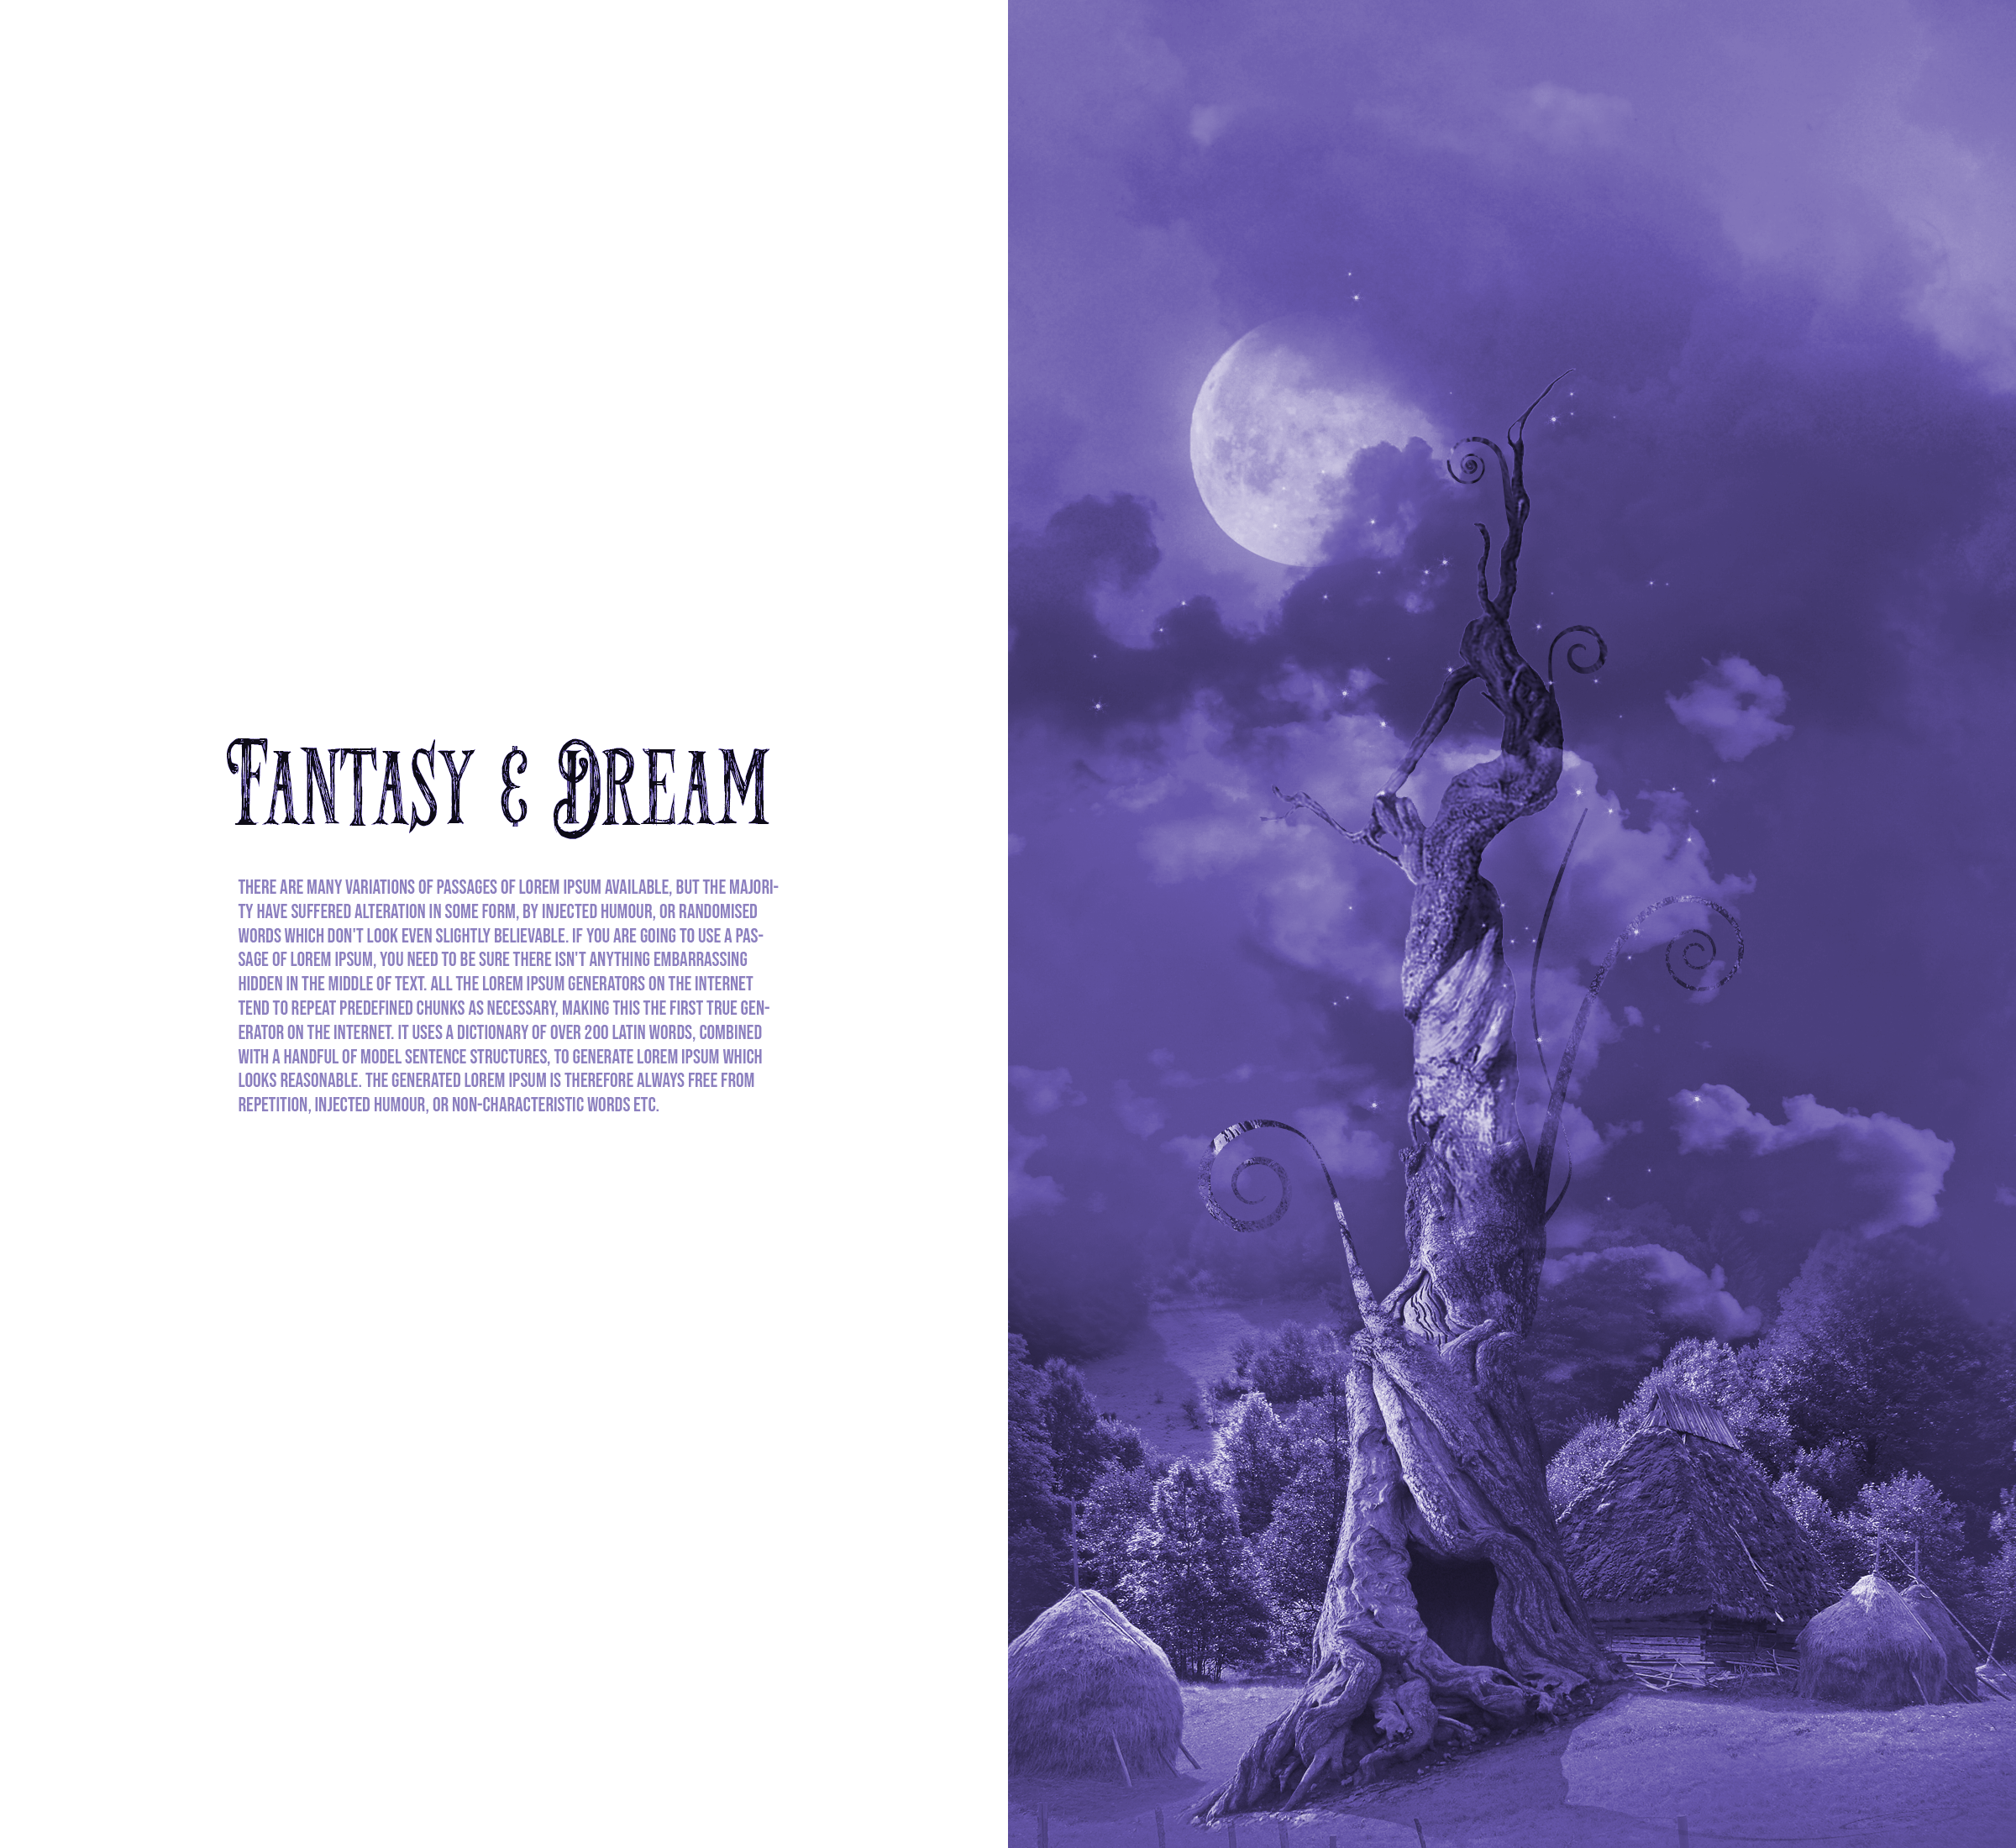 Fantasy & Dream
THERE ARE MANY VARIATIONS OF PASSAGES OF LOREM IPSUM AVAILABLE, BUT THE MAJORI-
TY HAVE SUFFERED ALTERATION IN SOME FORM, BY INJECTED HUMOUR, OR RANDOMISED
WORDS WHICH DON'T LOOK EVEN SLIGHTLY BELIEVABLE. IF YOU ARE GOING TO USE A PAS-
SAGE OF LOREM IPSUM, YOU NEED TO BE SURE THERE ISN'T ANYTHING EMBARRASSING
HIDDEN IN THE MIDDLE OF TEXT. ALL THE LOREM IPSUM GENERATORS ON THE INTERNET
TEND TO REPEAT PREDEFINED CHUNKS AS NECESSARY, MAKING THIS THE FIRST TRUE GEN-
ERATOR ON THE INTERNET. IT USES A DICTIONARY OF OVER 200 LATIN WORDS, COMBINED
WITH A HANDFUL OF MODEL SENTENCE STRUCTURES, TO GENERATE LOREM IPSUM WHICH
LOOKS REASONABLE. THE GENERATED LOREM IPSUM IS THEREFORE ALWAYS FREE FROM
REPETITION, INJECTED HUMOUR, OR NON-CHARACTERISTIC WORDS ETC.